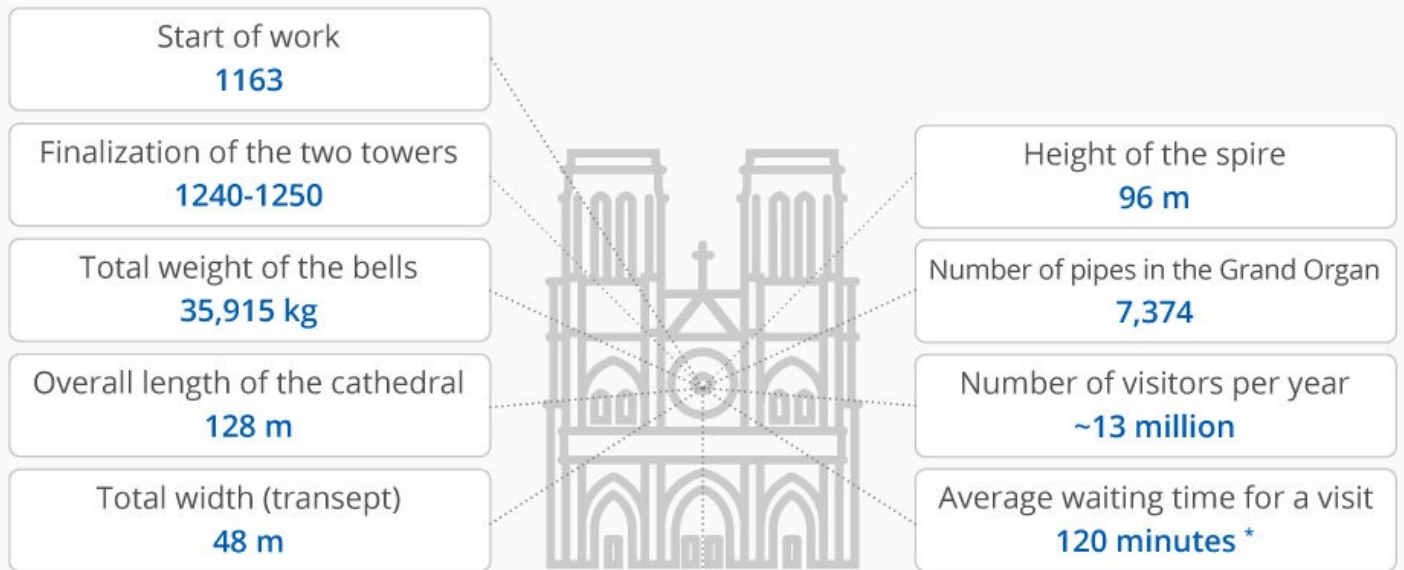 Start of work
1163
Finalization of the two towers
1240-1250
Total weight of the bells
35,915 kg
Overall length of the cathedral
128 m
Total width (transept)
48 m
Height of the spire
96 m
Number of pipes in the Grand Organ
7,374
Number of visitors per year
~13 million
Average waiting time for a visit
120 minutes *